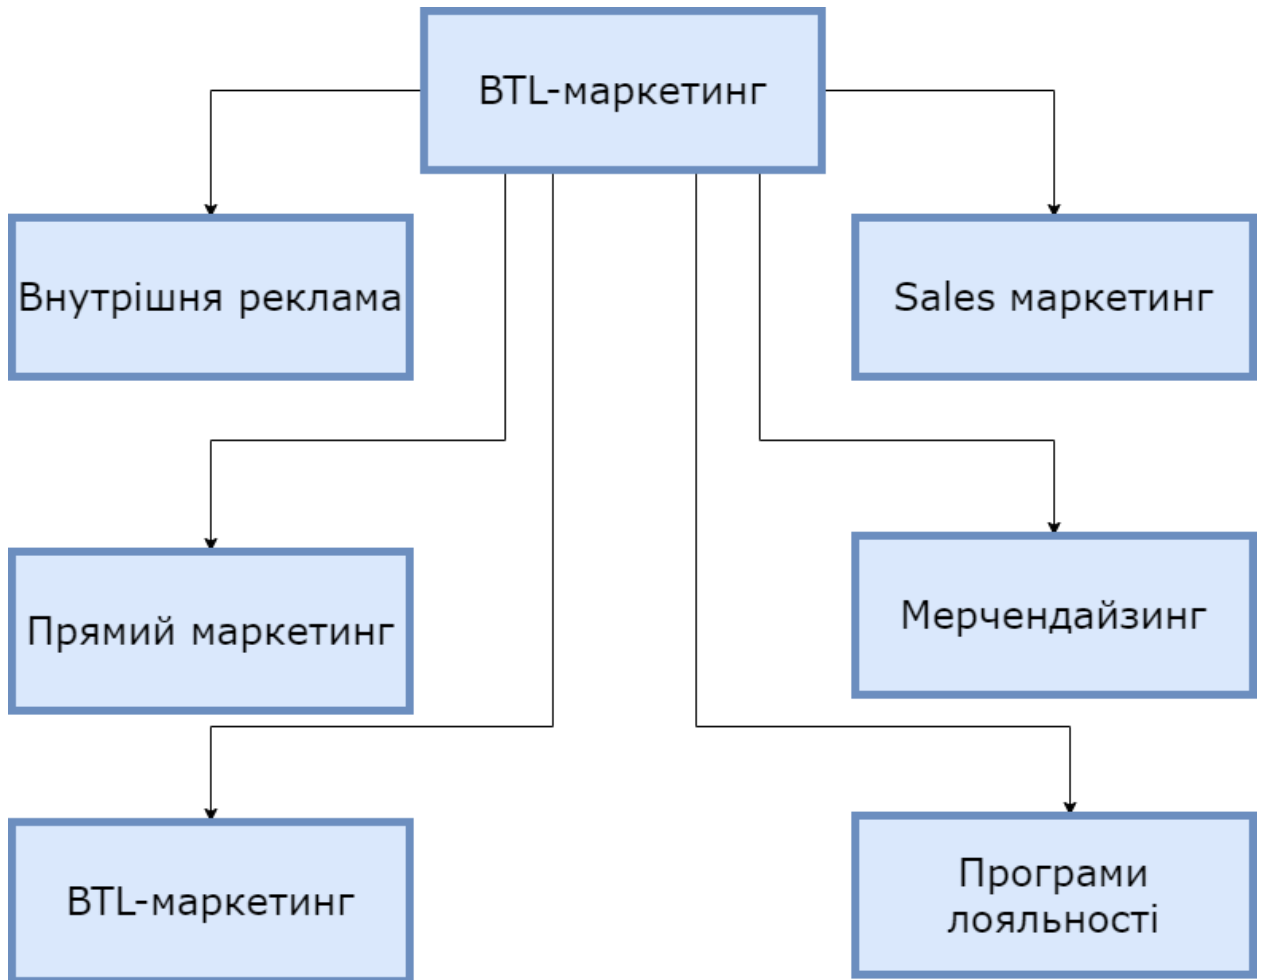 BTL-маркетинг
Внутрішня реклама
Sales маркетинг
Прямий маркетинг
Мерчендайзинг
BTL-маркетинг
Програми
лояльності